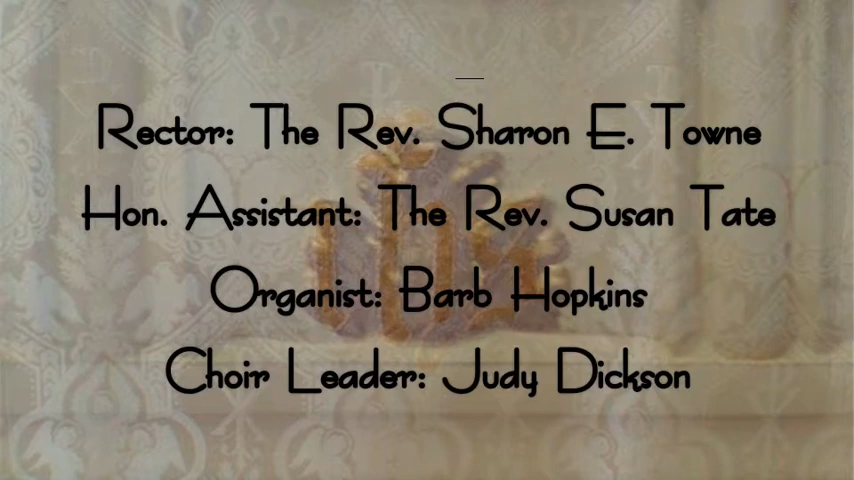 Rector: The Rev. Sharon E. Towne
Hon. Assistant: The Rev. Susan Tate
Organist: Barb Hopkins
Choir Leader: Judy Dickson